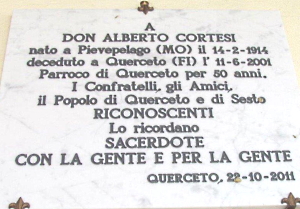 A
DON ALBERTO CORTESI
nato a Pievepelago (MO) il 14-2-1914
deceduto a Querceto (FI) l' 11-6-2001
Parroco di Querceto per 50 anni.
I Confratelli, gli Amici,
il Popolo di Querceto e di Sesto
RICONOSCENTI
Lo ricordano
SACERDOTE
CON LA GENTE E PER LA GENTE
QUERCETO, 22-10-2011